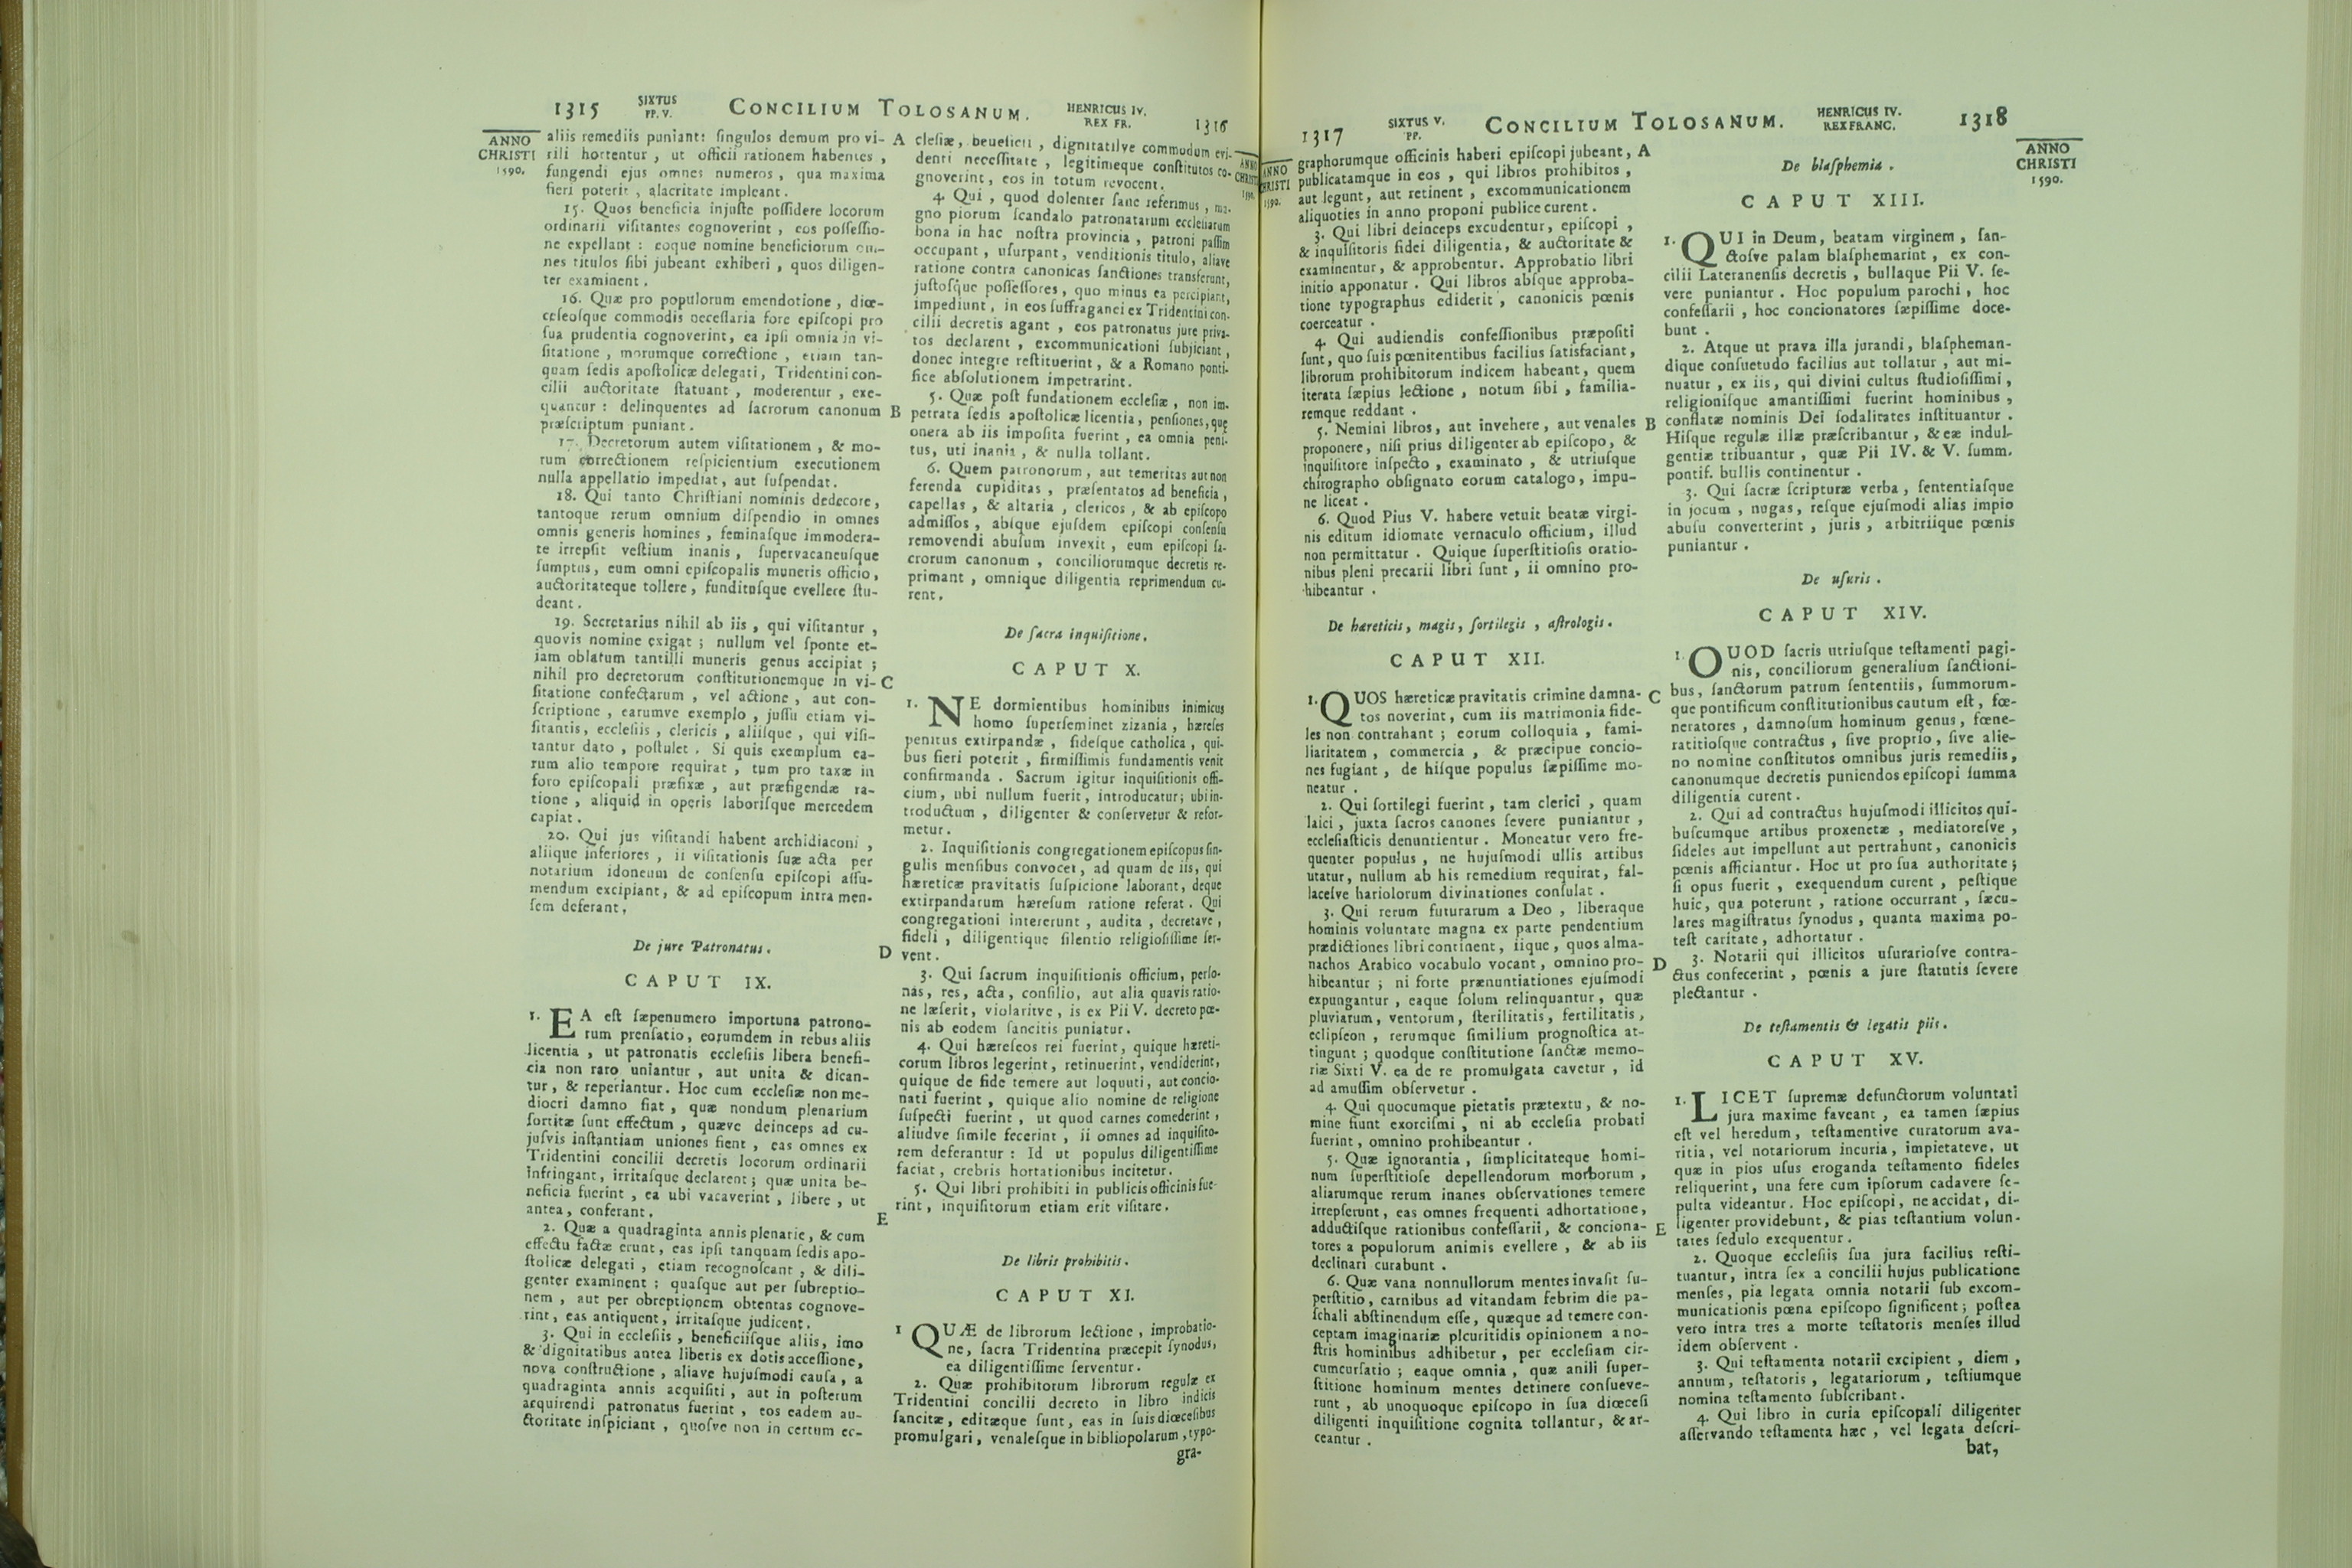 1315 SIXTUS PP. V. CONCILIUM TOLOSANUM. HENRICUS IV. REX FR. 1316
ANNO CHRISTI 1590.
aliis remediis puniant: ſingulos demum pro vi-
rili hortentur, ut officii rationem habentes,
fungendi ejus omnes numeros, qua maxima
fieri poterit, alacritate impleant.
15. Quos beneficia injuſte poſſidere locorum
ordinarii viſitantes cognoverint, eos poſſeſſio-
ne expellant: eoque nomine beneficiorum om-
nes titulos ſibi jubeant exhiberi, quos diligen-
ter examinent.
16. Quæ pro populorum emendotione, diœ-
ceſeoſque commodis neceſſaria fore epiſcopi pro
ſua prudentia cognoverint, ea ipſi omnia in vi-
ſitatione, morumque correctione, etiam tan-
quam ſedis apoſtolicæ delegati, Tridentini con-
cilii auctoritate ſtatuant, moderentur, exe-
quantur: delinquentes ad ſacrorum canonum
præſcriptum puniant.
17. Decretorum autem viſitationem, & mo-
rum correctionem reſpicientium executionem
nulla appellatio impediat, aut ſuſpendat.
18. Qui tanto Chriſtiani nominis dedecore,
tantoque rerum omnium diſpendio in omnes
omnis generis homines, feminaſque immodera-
te irrepſit veſtium inanis, ſupervacaneuſque
ſumptus, eum omni epiſcopalis muneris officio,
auctoritateque tollere, funditoſque evellere ſtu-
deant.
19. Secretarius nihil ab iis, qui viſitantur,
quovis nomine exigat; nullum vel ſponte et-
iam oblatum tantilli muneris genus accipiat;
nihil pro decretorum conſtitutionemque in vi-
ſitatione confectarum, vel actione, aut con-
ſcriptione, earumve exemplo, juſſu etiam vi-
ſitantis, eccleſiis, clericis, aliiſque, qui viſi-
tantur dato, poſtulet. Si quis exemplum ea-
rum alio tempore requirat, tum pro taxæ in
foro epiſcopali præfixæ, aut præfigendæ ra-
tione, aliquid in operis laboriſque mercedem
capiat.
20. Qui jus viſitandi habent archidiaconi,
aliique inferiores, ii viſitationis ſuæ acta per
notarium idoneum de conſenſu epiſcopi aſſu-
mendum excipiant, & ad epiſcopum intra men-
ſem deferant.
De jure Patronatus.
CAPUT IX.
1. EA eſt ſæpenumero importuna patrono-
rum prenſatio, eorumdem in rebus aliis
licentia, ut patronatis eccleſiis libera benefi-
cia non raro uniantur, aut unita & dican-
tur, & reperiantur. Hoc cum eccleſiæ non me-
diocri damno fiat, quæ nondum plenarium
ſortitæ ſunt effectum, quæve deinceps ad cu-
juſvis inſtantiam uniones fient, eas omnes ex
Tridentini concilii decretis locorum ordinarii
infringant, irritaſque declarent; quæ unita be-
neficia fuerint, ea ubi vacaverint, libere, ut
antea, conferant.
2. Quæ a quadraginta annis plenarie, & cum
effectu factæ erunt, eas ipſi tanquam ſedis apo-
ſtolicæ delegati, etiam recognoſcant, & dili-
genter examinent: quaſque aut per ſubreptio-
nem, aut per obreptionem obtentas cognove-
rint, eas antiquent, irritaſque judicent.
3. Qui in eccleſiis, beneficiiſque aliis, imo
& dignitatibus antea liberis ex dotis acceſſione,
nova conſtructione, aliave hujuſmodi cauſa, a
quadraginta annis acquiſiti, aut in poſterum
acquirendi patronatus fuerint, eos eadem au-
ctoritate inſpiciant, quoſve non in certum ec-
A
B
C
D
E
cleſiæ, beneficii, dignitatiſve commodum evi-
denti neceſſitate, legitimeque conſtitutos co-
gnoverint, eos in totum revocent.
4. Qui, quod dolenter ſane referimus, ma-
gno piorum ſcandalo patronatarum eccleſiarum
bona in hac noſtra provincia, patroni paſſim
occupant, uſurpant, venditionis titulo, aliave
ratione contra canonicas ſanctiones transferunt,
juſtoſque poſſeſſores, quo minus ea percipiant,
impediunt, in eos ſuffraganei ex Tridentini con-
cilii decretis agant, eos patronatus jure priva-
tos declarent, excommunicationi ſubjiciant,
donec integre reſtituerint, & a Romano ponti-
fice abſolutionem impetrarint.
5. Quæ poſt fundationem eccleſiæ, non im-
petrata ſedis apoſtolicæ licentia, penſiones, quę
onera ab iis impoſita fuerint, ea omnia peni-
tus, uti inania, & nulla tollant.
6. Quem patronorum, aut temeritas aut non
ferenda cupiditas, præſentatos ad beneficia,
capellas, & altaria, clericos, & ab epiſcopo
admiſſos, abſque ejuſdem epiſcopi conſenſu
removendi abuſum invexit, eum epiſcopi ſa-
crorum canonum, conciliorumque decretis re-
primant, omnique diligentia reprimendum cu-
rent.
De ſacra inquiſitione.
CAPUT X.
1. NE dormientibus hominibus inimicus
homo ſuperſeminet zizania, hæreſes
penitus extirpandæ, fideſque catholica, qui-
bus fieri poterit, firmiſſimis fundamentis venit
confirmanda. Sacrum igitur inquiſitionis offi-
cium, ubi nullum fuerit, introducatur; ubi in-
troductum, diligenter & conſervetur & refor-
metur.
2. Inquiſitionis congregationem epiſcopus ſin-
gulis menſibus convocet, ad quam de iis, qui
hæreticæ pravitatis ſuſpicione laborant, deque
extirpandarum hæreſum ratione referat. Qui
congregationi intererunt, audita, decretave,
fideli, diligentique ſilentio religioſiſſime ſer-
vent.
3. Qui ſacrum inquiſitionis officium, perſo-
nas, res, acta, conſilio, aut alia quavis ratio-
ne læſerit, violaritve, is ex Pii V. decreto pœ-
nis ab eodem ſancitis puniatur.
4. Qui hæreſeos rei fuerint, quique hæreti-
corum libros legerint, retinuerint, vendiderint,
quique de fide temere aut loquuti, aut concio-
nati fuerint, quique alio nomine de religione
ſuſpecti fuerint, ut quod carnes comederint,
aliudve ſimile fecerint, ii omnes ad inquiſito-
rem deferantur: Id ut populus diligentiſſime
faciat, crebris hortationibus incitetur.
5. Qui libri prohibiti in publicis officinis fue-
rint, inquiſitorum etiam erit viſitare.
De libris prohibitis.
CAPUT XI.
1 QUÆ de librorum lectione, improbatio-
ne, ſacra Tridentina præcepit ſynodus,
ea diligentiſſime ſerventur.
2. Quæ prohibitorum librorum regulæ ex
Tridentini concilii decreto in libro indicis
ſancitæ, editæque ſunt, eas in ſuis diœceſibus
promulgari, venaleſque in bibliopolarum, typo-
gra-
ANNO CHRISTI 1590.
1317 SIXTUS V. PP. CONCILIUM TOLOSANUM. HENRICUS IV. REX FRANC. 1318
ANNO CHRISTI 1590.
graphorumque officinis haberi epiſcopi jubeant,
publicatamque in eos, qui libros prohibitos,
aut legunt, aut retinent, excommunicationem
aliquoties in anno proponi publice curent.
3. Qui libri deinceps excudentur, epiſcopi,
& inquiſitoris fidei diligentia, & auctoritate &
examinentur, & approbentur. Approbatio libri
initio apponatur. Qui libros abſque approba-
tione typographus ediderit, canonicis pœnis
coerceatur.
4. Qui audiendis confeſſionibus præpoſiti
ſunt, quo ſuis pœnitentibus facilius ſatisfaciant,
librorum prohibitorum indicem habeant, quem
iterata ſæpius lectione, notum ſibi, familia-
remque reddant.
5. Nemini libros, aut invehere, aut venales
proponere, niſi prius diligenter ab epiſcopo, &
inquiſitore inſpecto, examinato, & utriuſque
chirographo obſignato eorum catalogo, impu-
ne liceat.
6. Quod Pius V. habere vetuit beatæ virgi-
nis editum idiomate vernaculo officium, illud
non permittatur. Quique ſuperſtitioſis oratio-
nibus pleni precarii libri ſunt, ii omnino pro-
hibeantur.
De hæreticis, magis, ſortilegis, aſtrologis.
CAPUT XII.
1. QUOS hæreticæ pravitatis crimine damna-
tos noverint, cum iis matrimonia fide-
les non contrahant; eorum colloquia, fami-
liaritatem, commercia, & præcipue concio-
nes fugiant, de hiſque populus ſæpiſſime mo-
neatur.
2. Qui ſortilegi fuerint, tam clerici, quam
laici, juxta ſacros canones ſevere puniantur,
eccleſiaſticis denuntientur. Moneatur vero fre-
quenter populus, ne hujuſmodi ullis artibus
utatur, nullum ab his remedium requirat, fal-
laceſve hariolorum divinationes conſulat.
3. Qui rerum futurarum a Deo, liberaque
hominis voluntate magna ex parte pendentium
prædictiones libri continent, iique, quos alma-
nachos Arabico vocabulo vocant, omnino pro-
hibeantur; ni forte prænuntiationes ejuſmodi
expungantur, eaque ſolum relinquantur, quæ
pluviarum, ventorum, ſterilitatis, fertilitatis,
eclipſeon, rerumque ſimilium prognoſtica at-
tingunt; quodque conſtitutione ſanctæ memo-
riæ Sixti V. ea de re promulgata cavetur, id
ad amuſſim obſervetur.
4. Qui quocumque pietatis prætextu, & no-
mine fiunt exorciſmi, ni ab eccleſia probati
fuerint, omnino prohibeantur.
5. Quæ ignorantia, ſimplicitateque homi-
num ſuperſtitioſe depellendorum morborum,
aliarumque rerum inanes obſervationes temere
irrepſerunt, eas omnes frequenti adhortatione,
adductiſque rationibus confeſſarii, & conciona-
tores a populorum animis evellere, & ab iis
declinari curabunt.
6. Quæ vana nonnullorum mentes invaſit ſu-
perſtitio, carnibus ad vitandam febrim die pa-
ſchali abſtinendum eſſe, quæque ad temere con-
ceptam imaginariæ pleuritidis opinionem a no-
ſtris hominibus adhibetur, per eccleſiam cir-
cumcurſatio; eaque omnia, quæ anili ſuper-
ſtitione hominum mentes detinere conſueve-
runt, ab unoquoque epiſcopo in ſua diœceſi
diligenti inquiſitione cognita tollantur, & ar-
ceantur.
A
B
C
D
E
De blaſphemia.
CAPUT XIII.
1. QUI in Deum, beatam virginem, ſan-
ctoſve palam blaſphemarint, ex con-
cilii Lateranenſis decretis, bullaque Pii V. ſe-
vere puniantur. Hoc populum parochi, hoc
confeſſarii, hoc concionatores ſæpiſſime doce-
bunt.
2. Atque ut prava illa jurandi, blaſpheman-
dique conſuetudo facilius aut tollatur, aut mi-
nuatur, ex iis, qui divini cultus ſtudioſiſſimi,
religioniſque amantiſſimi fuerint hominibus,
conflatæ nominis Dei ſodalitates inſtituantur.
Hiſque regulæ illæ præſcribantur, & eæ indul-
gentiæ tribuantur, quæ Pii IV. & V. ſumm.
pontif. bullis continentur.
3. Qui ſacræ ſcripturæ verba, ſententiaſque
in jocum, nugas, reſque ejuſmodi alias impio
abuſu converterint, juris, arbitriique pœnis
puniantur.
De uſuris.
CAPUT XIV.
1. QUOD ſacris utriuſque teſtamenti pagi-
nis, conciliorum generalium ſanctioni-
bus, ſanctorum patrum ſententiis, ſummorum-
que pontificum conſtitutionibus cautum eſt, fœ-
neratores, damnoſum hominum genus, fœne-
ratitioſque contractus, ſive proprio, ſive alie-
no nomine conſtitutos omnibus juris remediis,
canonumque decretis puniendos epiſcopi ſumma
diligentia curent.
2. Qui ad contractus hujuſmodi illicitos qui-
buſcumque artibus proxenetæ, mediatoreſve,
fideles aut impellunt aut pertrahunt, canonicis
pœnis afficiantur. Hoc ut pro ſua authoritate;
ſi opus fuerit, exequendum curent, peſtique
huic, qua poterunt, ratione occurrant, ſæcu-
lares magiſtratus ſynodus, quanta maxima po-
teſt caritate, adhortatur.
3. Notarii qui illicitos uſurarioſve contra-
ctus confecerint, pœnis a jure ſtatutis ſevere
plectantur.
De teſtamentis & legatis piis.
CAPUT XV.
1. LICET ſupremæ defunctorum voluntati
jura maxime faveant, ea tamen ſæpius
eſt vel heredum, teſtamentive curatorum ava-
ritia, vel notariorum incuria, impietateve, ut
quæ in pios uſus eroganda teſtamento fideles
reliquerint, una fere cum ipſorum cadavere ſe-
pulta videantur. Hoc epiſcopi, ne accidat, di-
ligenter providebunt, & pias teſtantium volun-
tates ſedulo exequentur.
2. Quoque eccleſiis ſua jura facilius reſti-
tuantur, intra ſex a concilii hujus publicatione
menſes, pia legata omnia notarii ſub excom-
municationis pœna epiſcopo ſignificent; poſtea
vero intra tres a morte teſtatoris menſes illud
idem obſervent.
3. Qui teſtamenta notarii excipient, diem,
annum, teſtatoris, legatariorum, teſtiumque
nomina teſtamento ſubſcribant.
4. Qui libro in curia epiſcopali diligenter
aſſervando teſtamenta hæc, vel legata deſcri-
bat,
ANNO CHRISTI 1590.